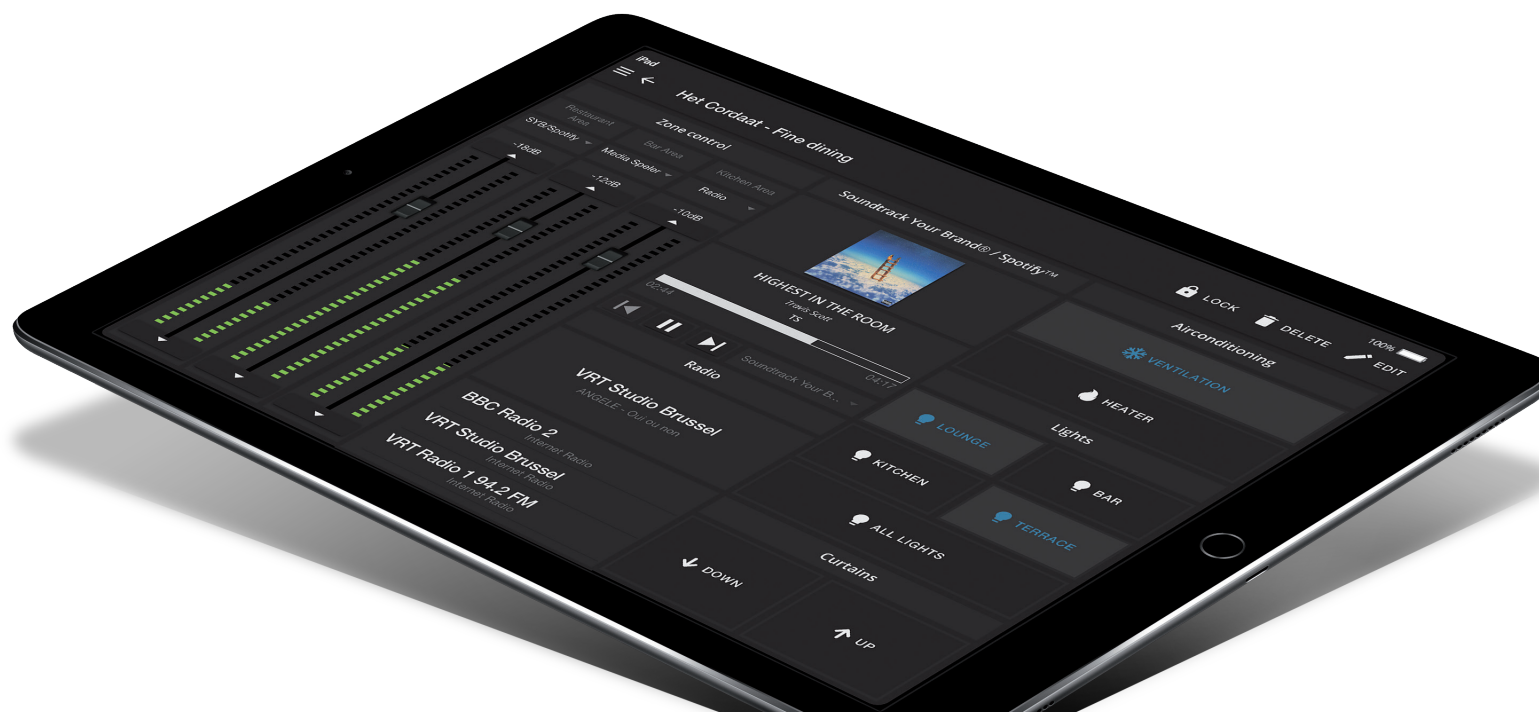 iPad
100%
Het Cordaat - Fine dining
LOCK
DELETE
EDIT
Zone control
Restaurant
Area
SYB/Spotify
-18dB
Bar Area
Media Speler
-12dB
Kitchen Area
Radio
-10dB
Soundtrack Your Brand® / Spotify™
HIGHEST IN THE ROOM
Travis Scott
TS
02:44
04:17
Soundtrack Your B...
Radio
VRT Studio Brussel
ANGELE - Oui ou non
BBC Radio 2
Internet Radio
VRT Studio Brussel
Internet Radio
VRT Radio 1 94.2 FM
Internet Radio
Airconditioning
VENTILATION
HEATER
Lights
LOUNGE
BAR
KITCHEN
TERRACE
ALL LIGHTS
Curtains
DOWN
UP